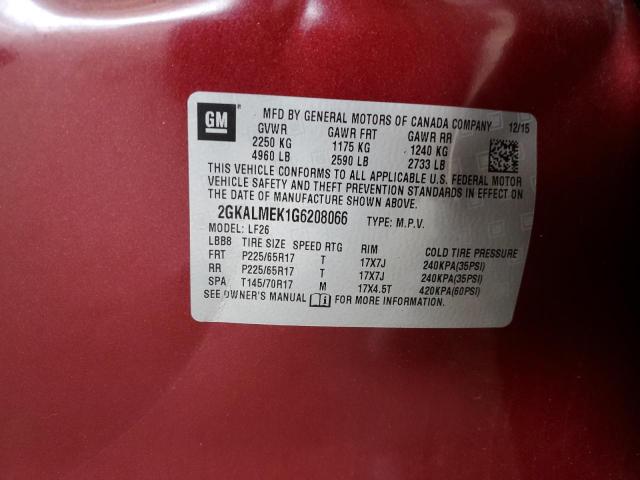 GM ® MFD BY GENERAL MOTORS OF CANADA COMPANY 12/15
GVWR GAWR FRT GAWR RR
2250 KG 1175 KG 1240 KG
4960 LB 2590 LB 2733 LB
THIS VEHICLE CONFORMS TO ALL APPLICABLE U.S. FEDERAL MOTOR
VEHICLE SAFETY AND THEFT PREVENTION STANDARDS IN EFFECT ON
THE DATE OF MANUFACTURE SHOWN ABOVE.
2GKALMEK1G6208066 TYPE: M.P.V.
MODEL: LF26
LBBB TIRE SIZE SPEED RTG RIM COLD TIRE PRESSURE
FRT P225/65R17 T 17X7J 240KPA(35PSI)
RR P225/65R17 T 17X7J 240KPA(35PSI)
SPA T145/70R17 M 17X4.5T 420KPA(60PSI)
SEE OWNER'S MANUAL FOR MORE INFORMATION.